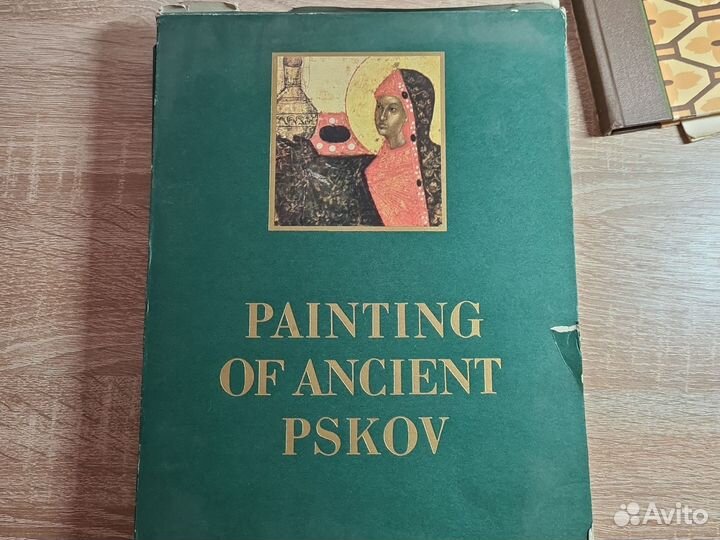 PAINTING
OF ANCIENT
PSKOV
Avito